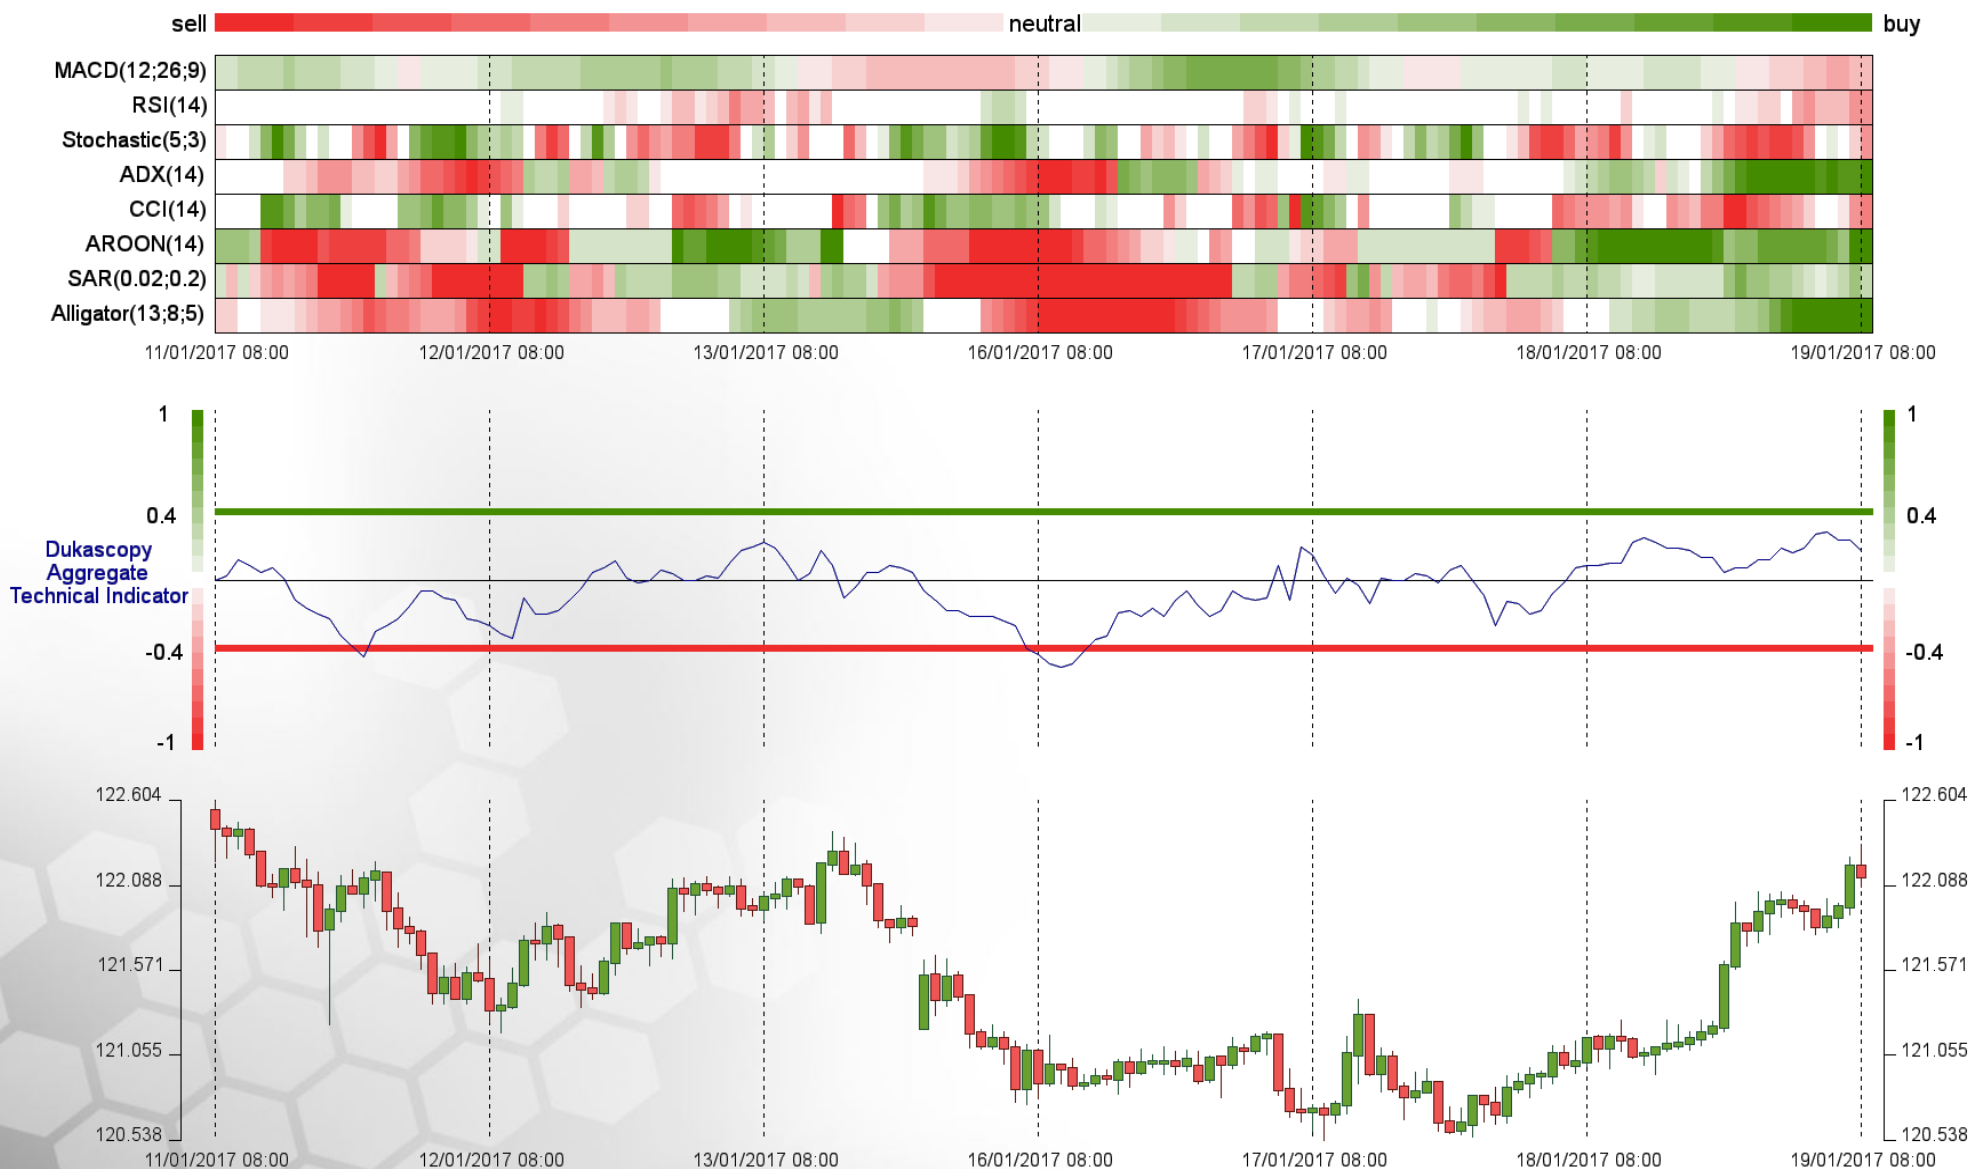 sell neutral buy
MACD(12;26;9)
RSI(14)
Stochastic(5;3)
ADX(14)
CCI(14)
AROON(14)
SAR(0.02;0.2)
Alligator(13;8;5)
11/01/2017 08:00 12/01/2017 08:00 13/01/2017 08:00 16/01/2017 08:00 17/01/2017 08:00 18/01/2017 08:00 19/01/2017 08:00
1 1
0.4 0.4
Dukascopy
Aggregate
Technical Indicator
-0.4 -0.4
-1 -1
122.604 122.604
122.088 122.088
121.571 121.571
121.055 121.055
120.538 120.538
11/01/2017 08:00 12/01/2017 08:00 13/01/2017 08:00 16/01/2017 08:00 17/01/2017 08:00 18/01/2017 08:00 19/01/2017 08:00